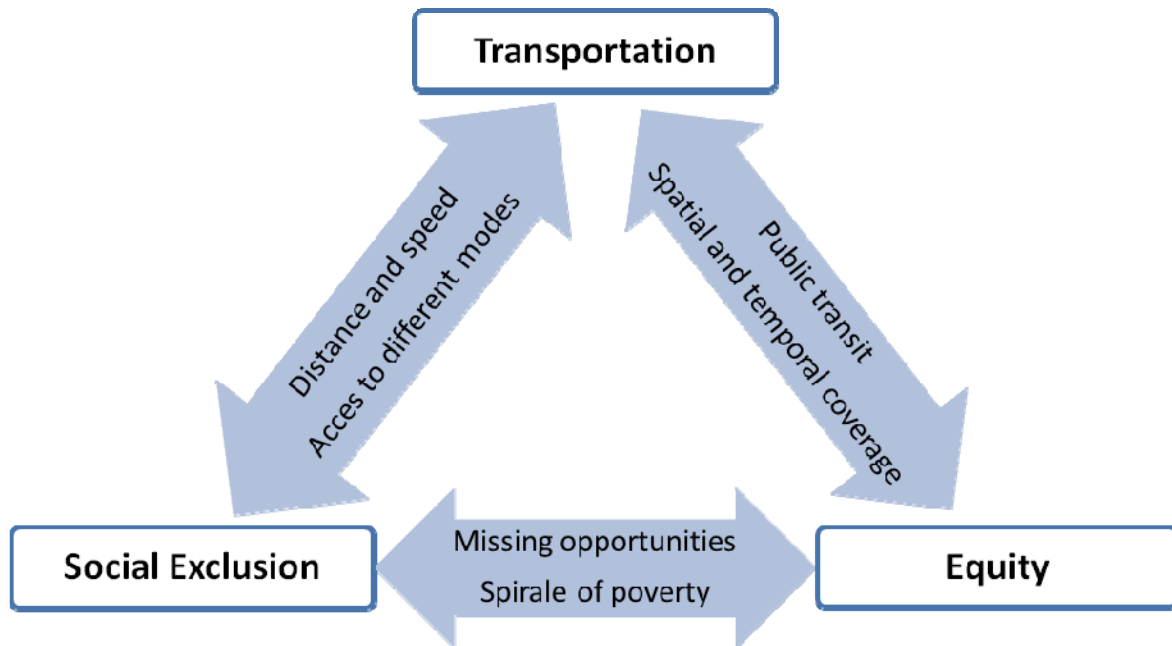 Transportation
Distance and speed
Acces to different modes
Public transit
Spatial and temporal coverage
Social Exclusion
Missing opportunities
Spirale of poverty
Equity